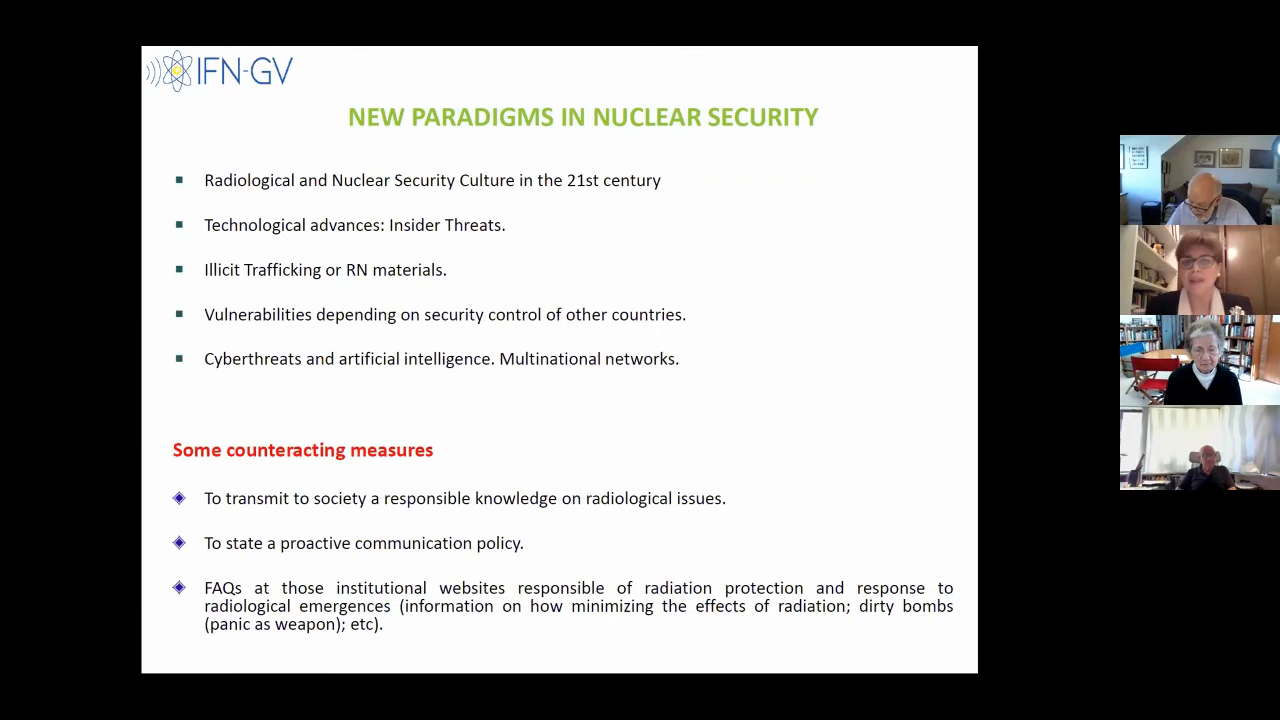 IFN-GV
NEW PARADIGMS IN NUCLEAR SECURITY
Radiological and Nuclear Security Culture in the 21st century
Technological advances: Insider Threats.
Illicit Trafficking or RN materials.
Vulnerabilities depending on security control of other countries.
Cyberthreats and artificial intelligence. Multinational networks.
Some counteracting measures
To transmit to society a responsible knowledge on radiological issues.
To state a proactive communication policy.
FAQs at those institutional websites responsible of radiation protection and response to
radiological emergences (information on how minimizing the effects of radiation; dirty bombs
(panic as weapon); etc).